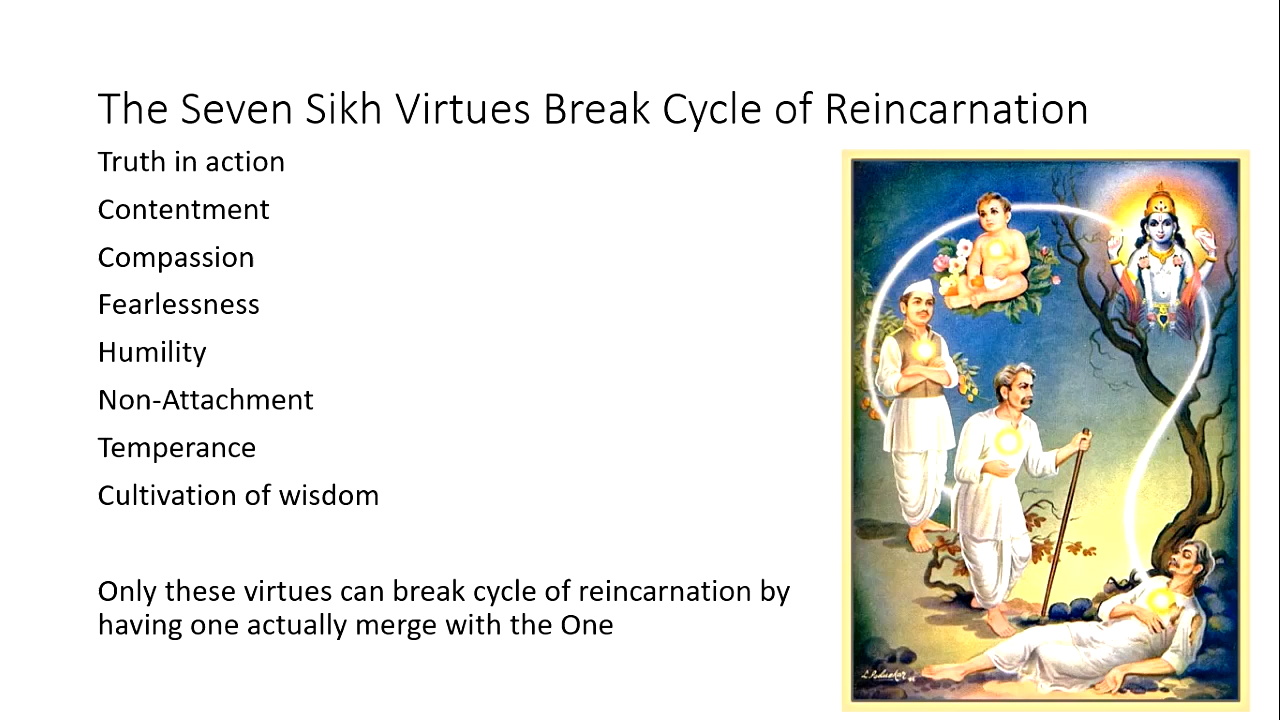 The Seven Sikh Virtues Break Cycle of Reincarnation
Truth in action
Contentment
Compassion
Fearlessness
Humility
Non-Attachment
Temperance
Cultivation of wisdom
Only these virtues can break cycle of reincarnation by
having one actually merge with the One